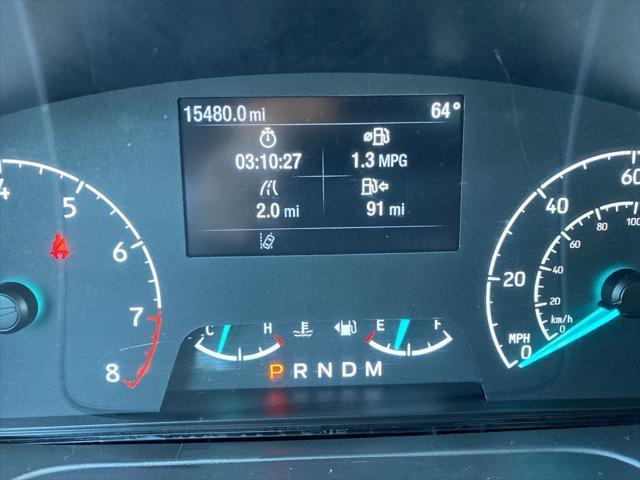 15480.0 mi 64°
03:10:27 1.3 MPG
2.0 mi 91 mi
4 5 6 7 8
C H E F
P R N D M
0 20 40 60
MPH
0 20 40 60 80 100
km/h